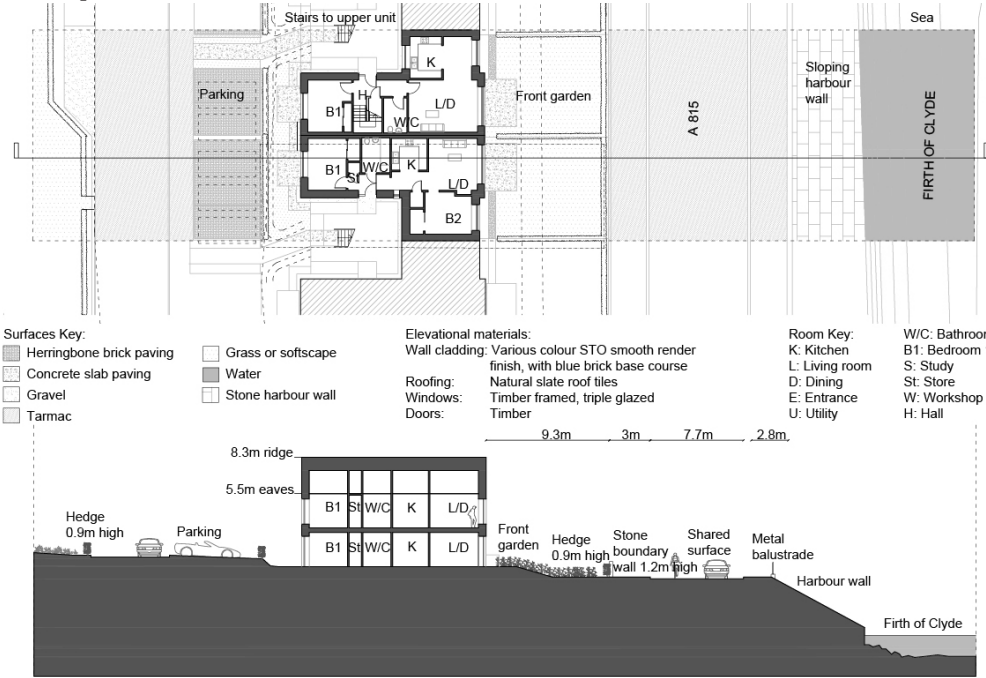 Stairs to upper unit
Sea
K
Parking
B1
H
W/C
L/D
Front garden
A 815
Sloping
harbour
wall
FIRTH OF CLYDE
B1
St
W/C
K
L/D
B2
Surfaces Key:
Herringbone brick paving
Concrete slab paving
Gravel
Tarmac
Grass or softscape
Water
Stone harbour wall
Elevational materials:
Wall cladding: Various colour STO smooth render
finish, with blue brick base course
Roofing: Natural slate roof tiles
Windows: Timber framed, triple glazed
Doors: Timber
Room Key:
K: Kitchen
L: Living room
D: Dining
E: Entrance
U: Utility
W/C: Bathroom
B1: Bedroom
S: Study
St: Store
W: Workshop
H: Hall
9.3m 3m 7.7m 2.8m
8.3m ridge
5.5m eaves
B1 St W/C K L/D
B1 St W/C K L/D
Hedge
0.9m high
Parking
Front
garden
Hedge
0.9m high
Stone
boundary
wall 1.2m high
Shared
surface
Metal
balustrade
Harbour wall
Firth of Clyde